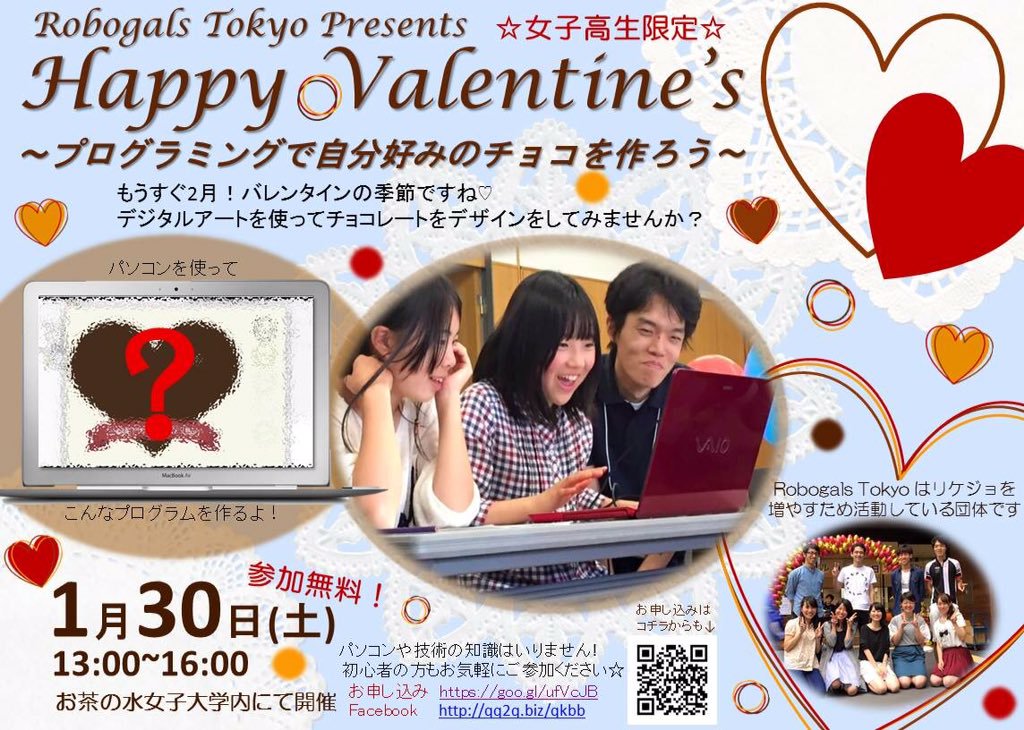 Robogals Tokyo Presents
☆女子高生限定☆
Happy Valentine's
～プログラミングで自分好みのチョコを作ろう～
もうすぐ2月！バレンタインの季節ですね♡
デジタルアートを使ってチョコレートをデザインをしてみませんか？
パソコンを使って
?
MacBook Air
こんなプログラムを作るよ！
VAIO
Robogals Tokyo はリケジョを
増やすため活動している団体です
参加無料！
1月30日(土)
13:00~16:00
お茶の水女子大学内にて開催
パソコンや技術の知識はいりません!
初心者の方もお気軽にご参加ください☆
お申し込み https://goo.gl/ufVcJB
Facebook http://qq2q.biz/qkbb
お申し込みは
コチラからも↓